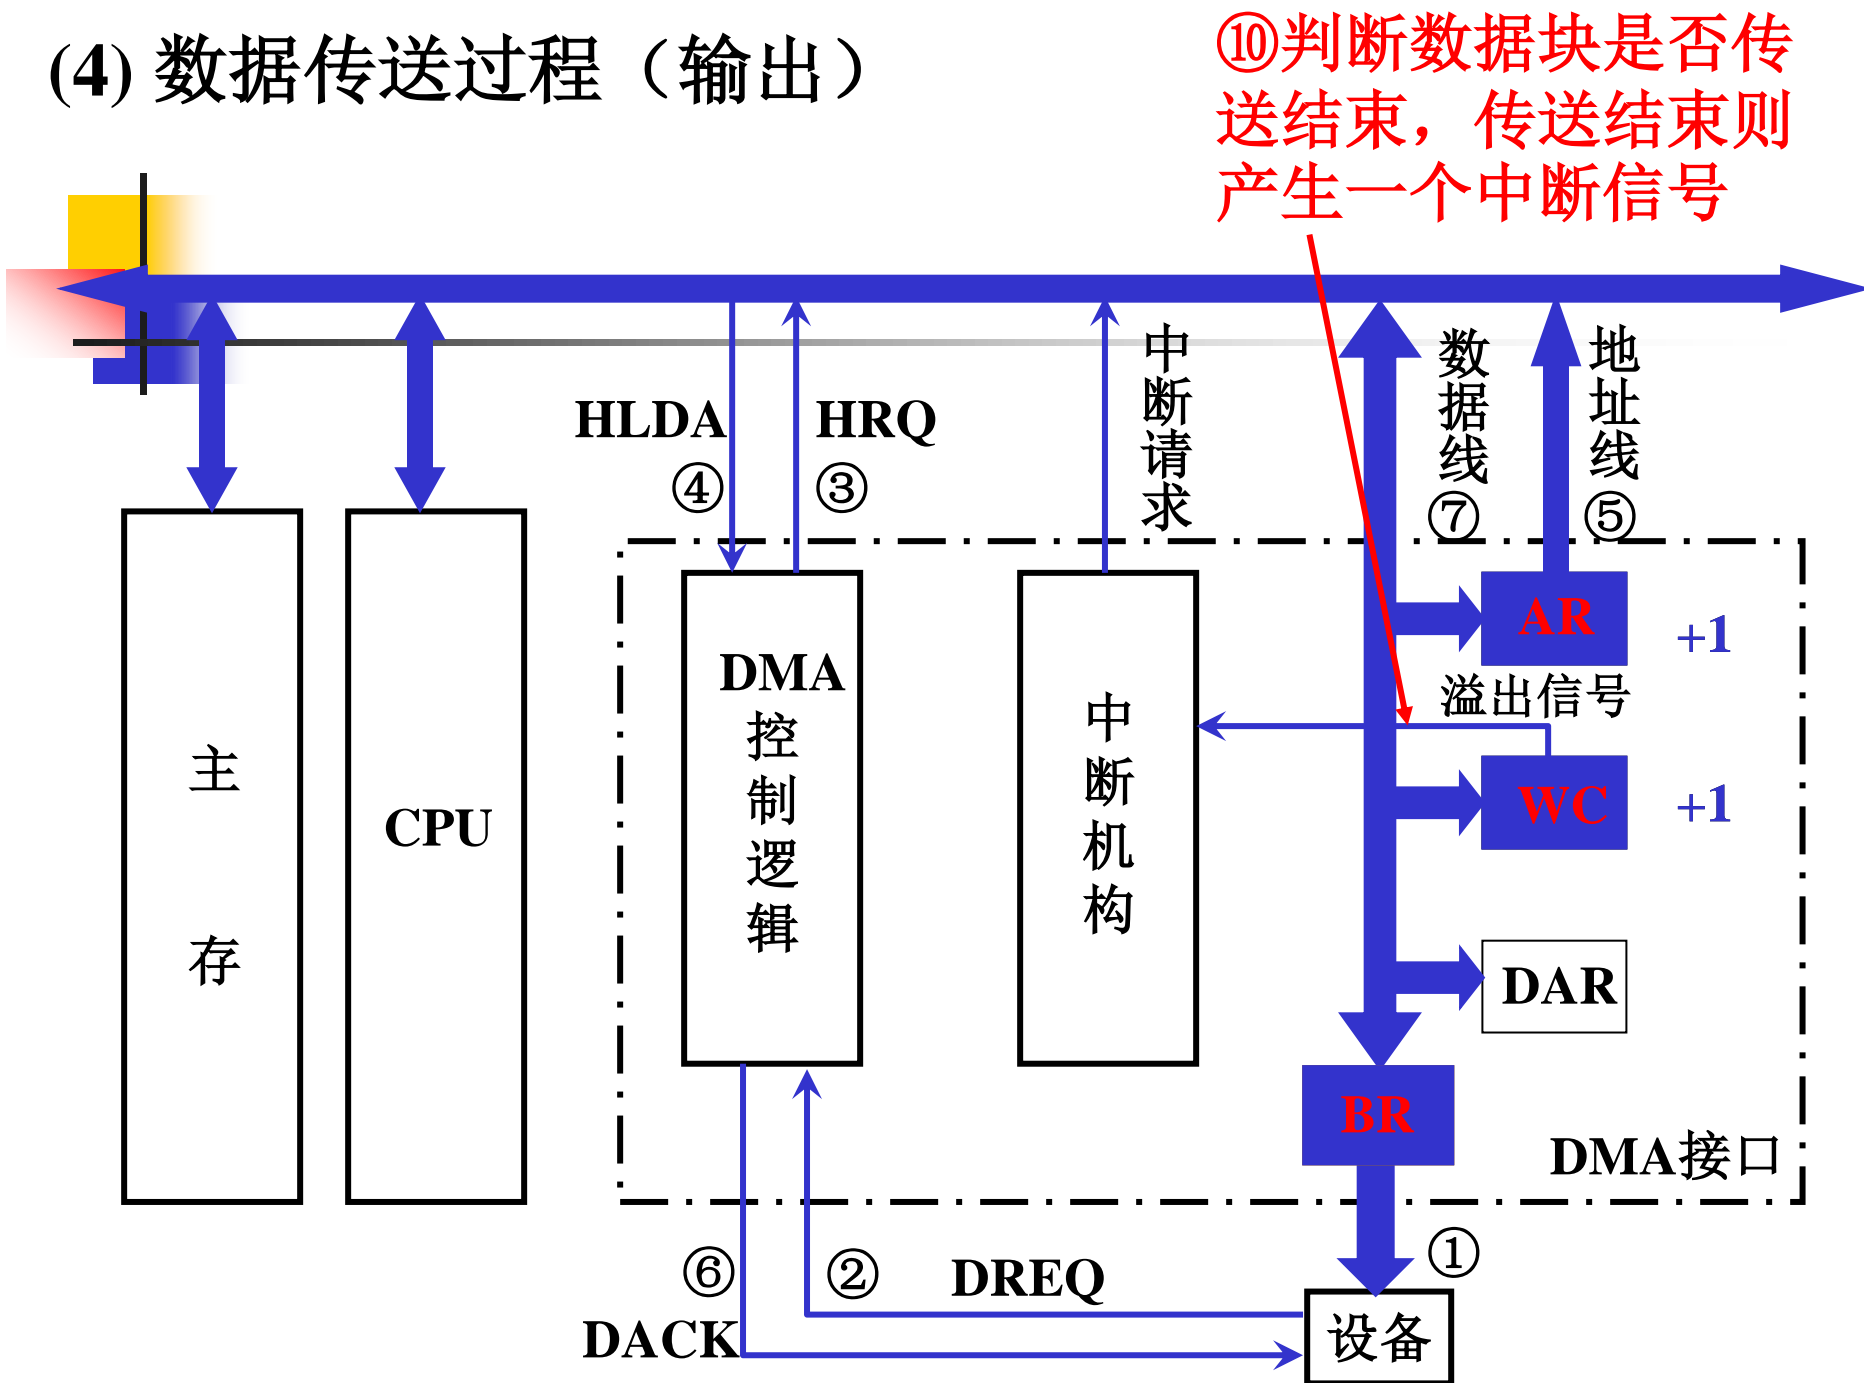 (4) 数据传送过程（输出）
⑩判断数据块是否传
送结束，传送结束则
产生一个中断信号
HLDA
④
HRQ
③
中断请求
数据线
⑦
地址线
⑤
主存
CPU
DMA
控制逻辑
中断机构
AR
+1
溢出信号
WC
+1
DAR
BR
DMA接口
⑥
②
DREQ
①
DACK
设备